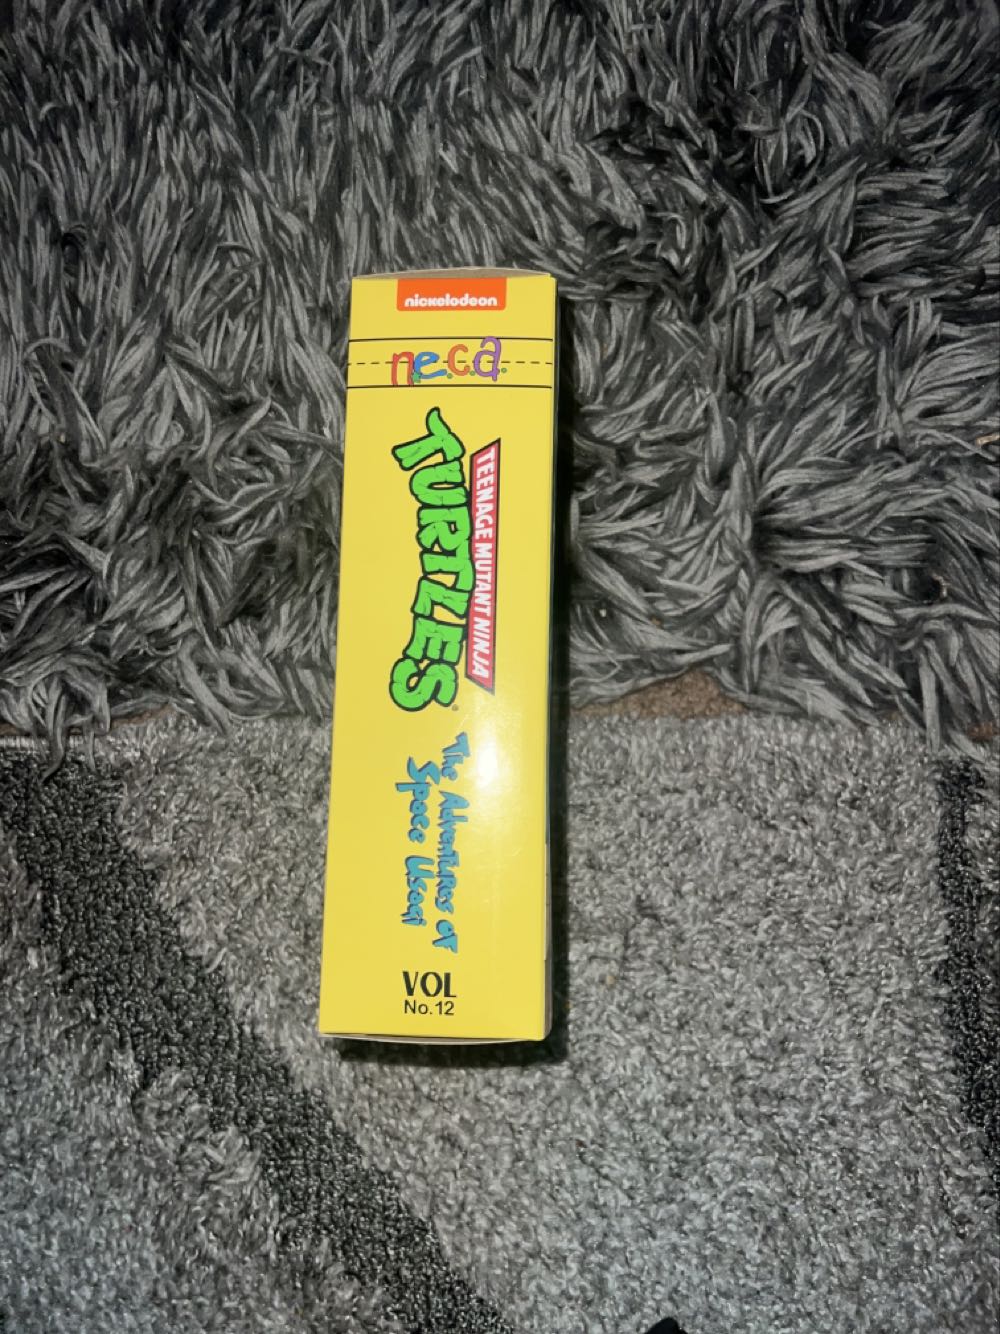 nickelodeon
n.e.c.a.
TEENAGE MUTANT NINJA
TURTLES®
The Adventures of
Space Usagi
VOL
No.12